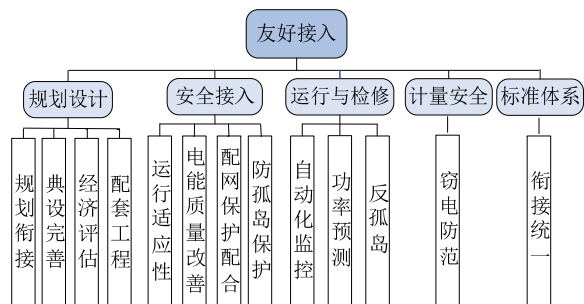 友好接入
规划设计
安全接入
运行与检修
计量安全
标准体系
规划衔接
典设完善
经济评估
配套工程
运行适应性
电能质量改善
配网保护配合
防孤岛保护
自动化监控
功率预测
反孤岛
窃电防范
衔接统一